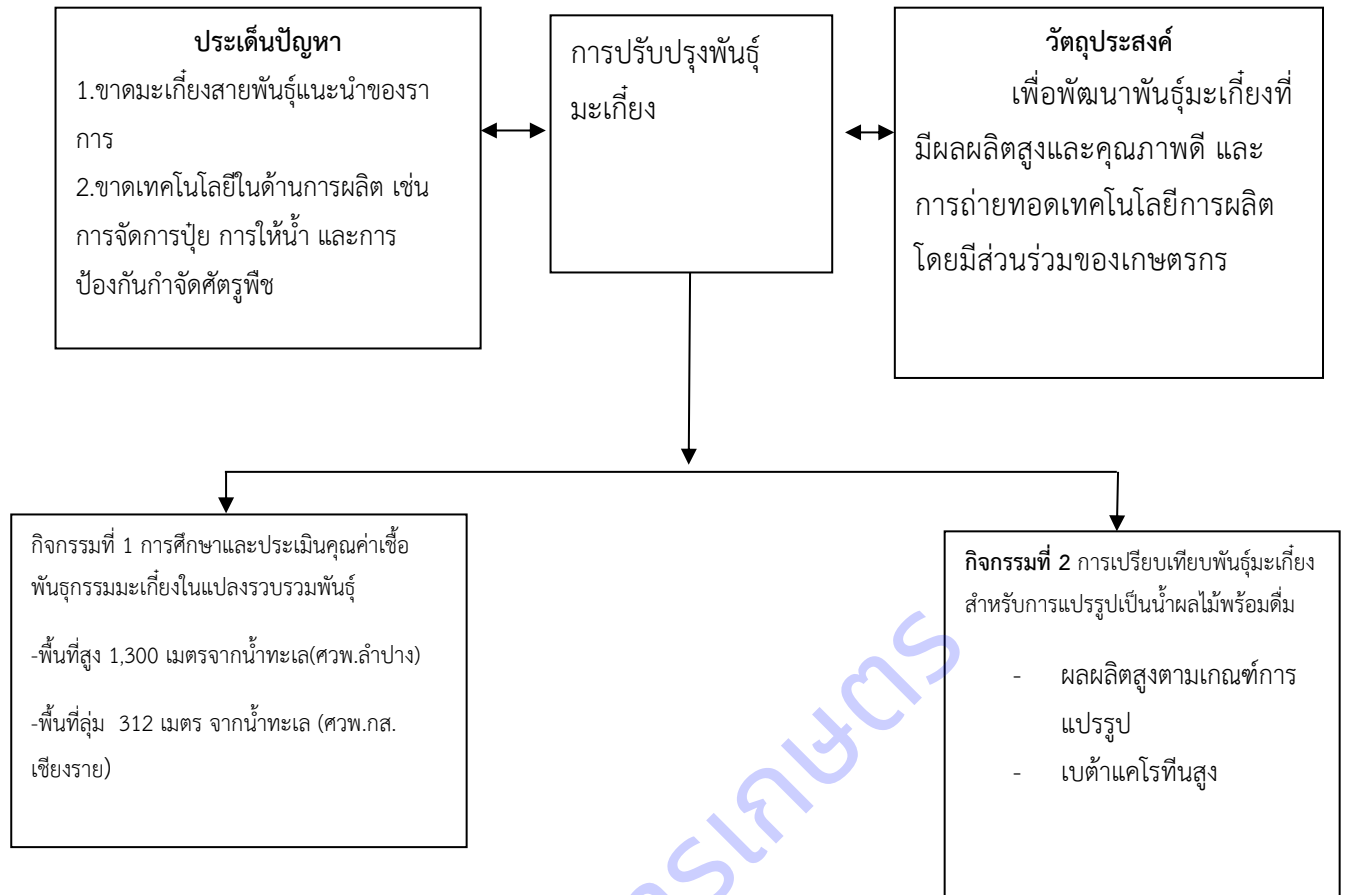 ประเด็นปัญหา
1.ขาดมะเกี๋ยงสายพันธุ์แนะนำของรา
การ
2.ขาดเทคโนโลยีในด้านการผลิต เช่น
การจัดการปุ๋ย การให้น้ำ และการ
ป้องกันกำจัดศัตรูพืช
การปรับปรุงพันธุ์
มะเกี๋ยง
วัตถุประสงค์
เพื่อพัฒนาพันธุ์มะเกี๋ยงที่
มีผลผลิตสูงและคุณภาพดี และ
การถ่ายทอดเทคโนโลยีการผลิต
โดยมีส่วนร่วมของเกษตรกร
กิจกรรมที่ 1 การศึกษาและประเมินคุณค่าเชื้อ
พันธุกรรมมะเกี๋ยงในแปลงรวบรวมพันธุ์
-พื้นที่สูง 1,300 เมตรจากน้ำทะเล(ศวพ.ลำปาง)
-พื้นที่ลุ่ม 312 เมตร จากน้ำทะเล (ศวพ.กส.
เชียงราย)
กิจกรรมที่ 2 การเปรียบเทียบพันธุ์มะเกี๋ยง
สำหรับการแปรรูปเป็นน้ำผลไม้พร้อมดื่ม
- ผลผลิตสูงตามเกณฑ์การ
แปรรูป
- เบต้าแคโรทีนสูง